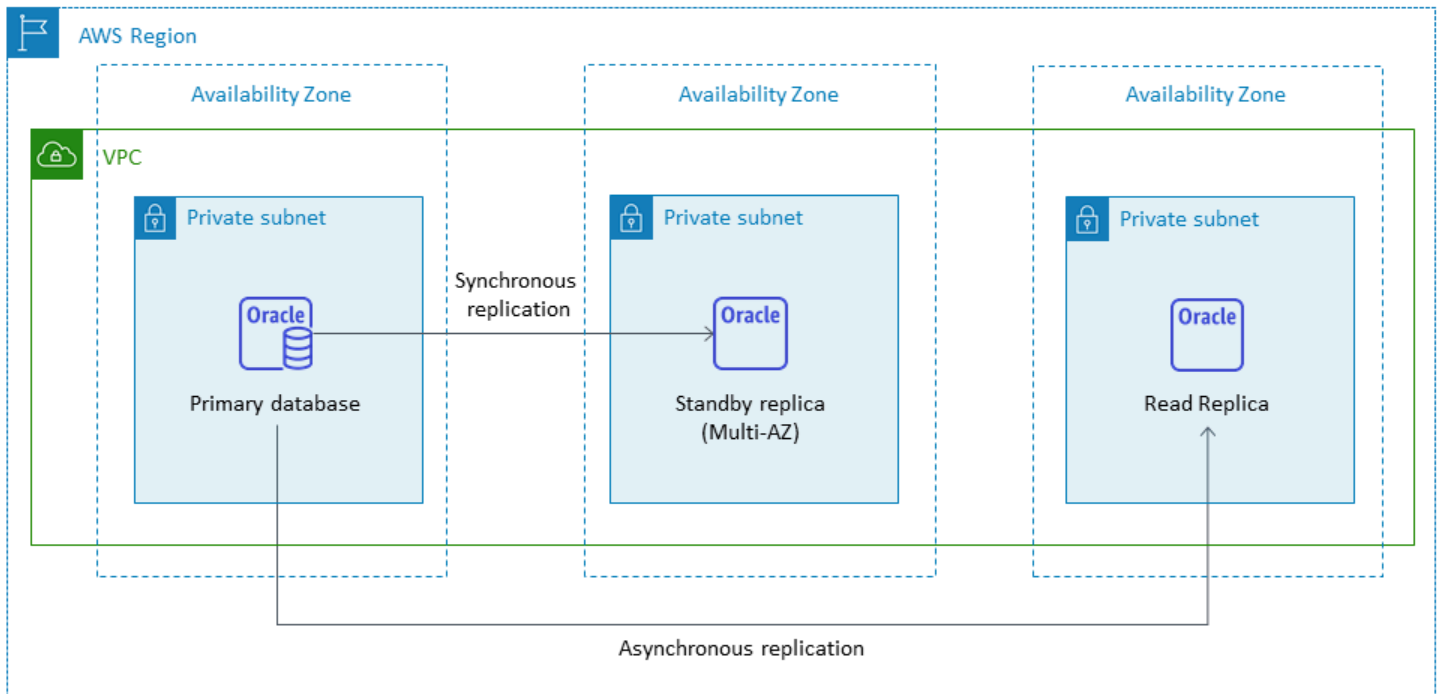 AWS Region
Availability Zone
Availability Zone
Availability Zone
VPC
Private subnet
Private subnet
Private subnet
Synchronous
replication
Oracle
Oracle
Oracle
Primary database
Standby replica
(Multi-AZ)
Read Replica
Asynchronous replication